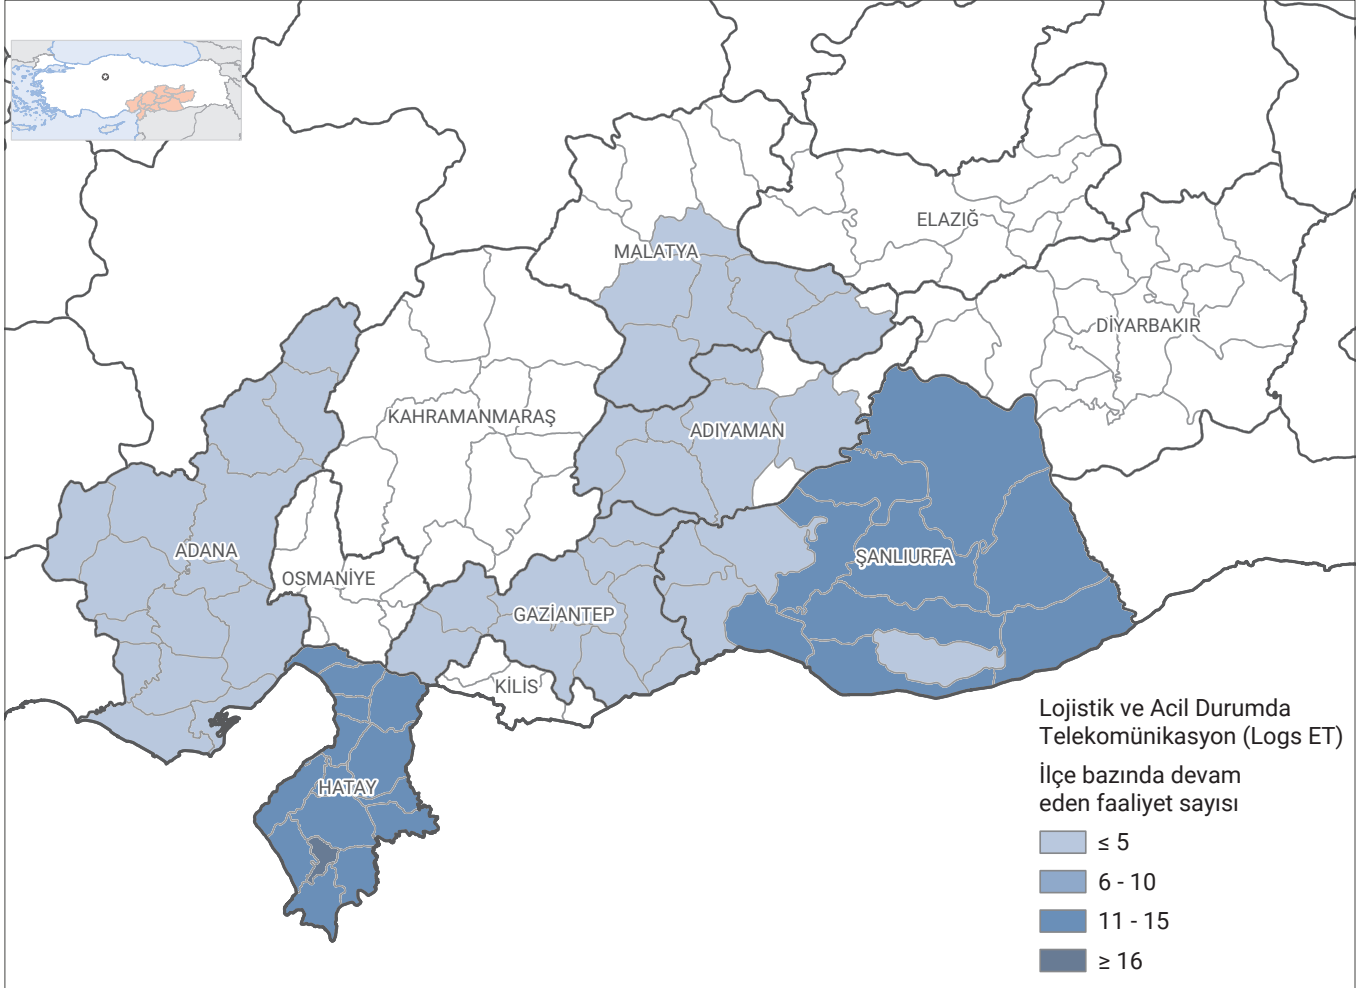 ELAZIĞ
MALATYA
DİYARBAKIR
KAHRAMANMARAŞ
ADIYAMAN
ADANA
OSMANİYE
ŞANLIURFA
GAZİANTEP
KİLİS
HATAY
Lojistik ve Acil Durumda
Telekomünikasyon (Logs ET)
İlçe bazında devam
eden faaliyet sayısı
≤ 5
6 - 10
11 - 15
≥ 16